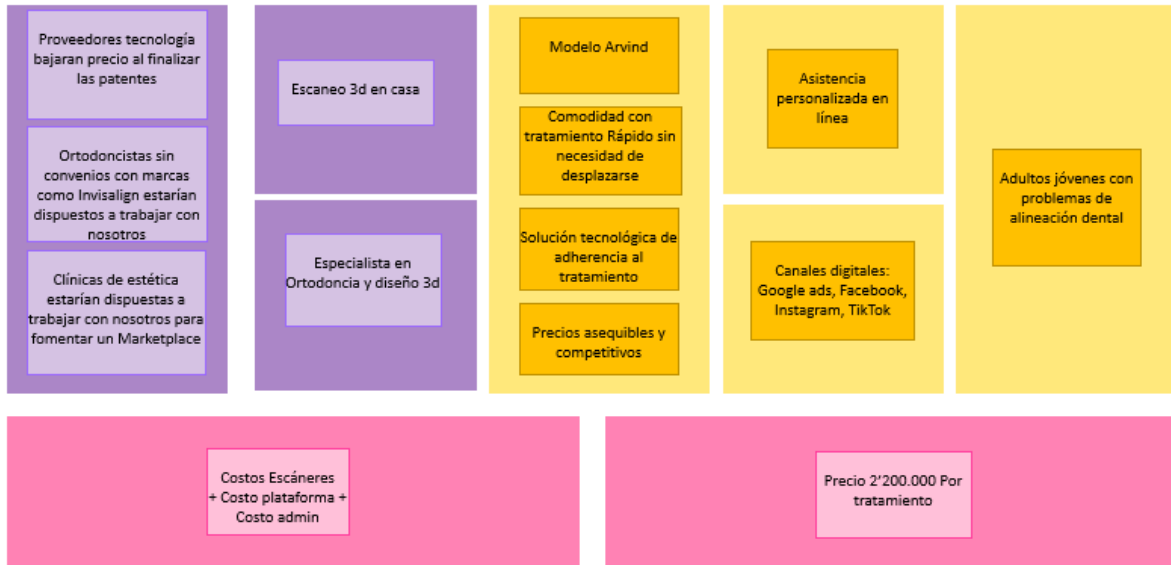 Proveedores tecnología
bajaran precio al finalizar
las patentes
Ortodoncistas sin
convenios con marcas
como Invisalign estarían
dispuestos a trabajar con
nosotros
Clínicas de estética
estarían dispuestas a
trabajar con nosotros para
fomentar un Marketplace
Escaneo 3d en casa
Especialista en
Ortodoncia y diseño 3d
Modelo Arvind
Comodidad con
tratamiento Rápido sin
necesidad de
desplazarse
Solución tecnológica de
adherencia al
tratamiento
Precios asequibles y
competitivos
Asistencia
personalizada en
línea
Canales digitales:
Google ads, Facebook,
Instagram, TikTok
Adultos jóvenes con
problemas de
alineación dental
Costos Escáneres
+ Costo plataforma +
Costo admin
Precio 2'200.000 Por
tratamiento